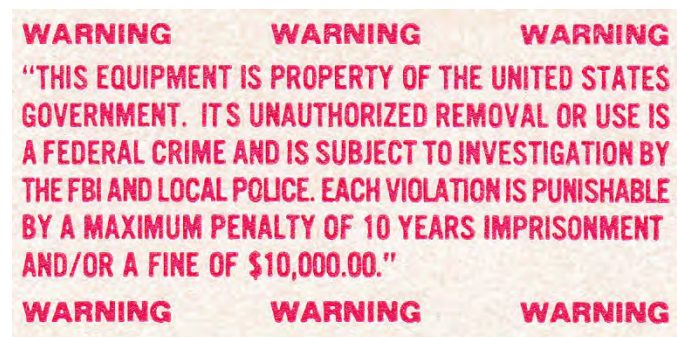 WARNING WARNING WARNING
“THIS EQUIPMENT IS PROPERTY OF THE UNITED STATES
GOVERNMENT. ITS UNAUTHORIZED REMOVAL OR USE IS
A FEDERAL CRIME AND IS SUBJECT TO INVESTIGATION BY
THE FBI AND LOCAL POLICE. EACH VIOLATION IS PUNISHABLE
BY A MAXIMUM PENALTY OF 10 YEARS IMPRISONMENT
AND/OR A FINE OF $10,000.00."
WARNING WARNING WARNING